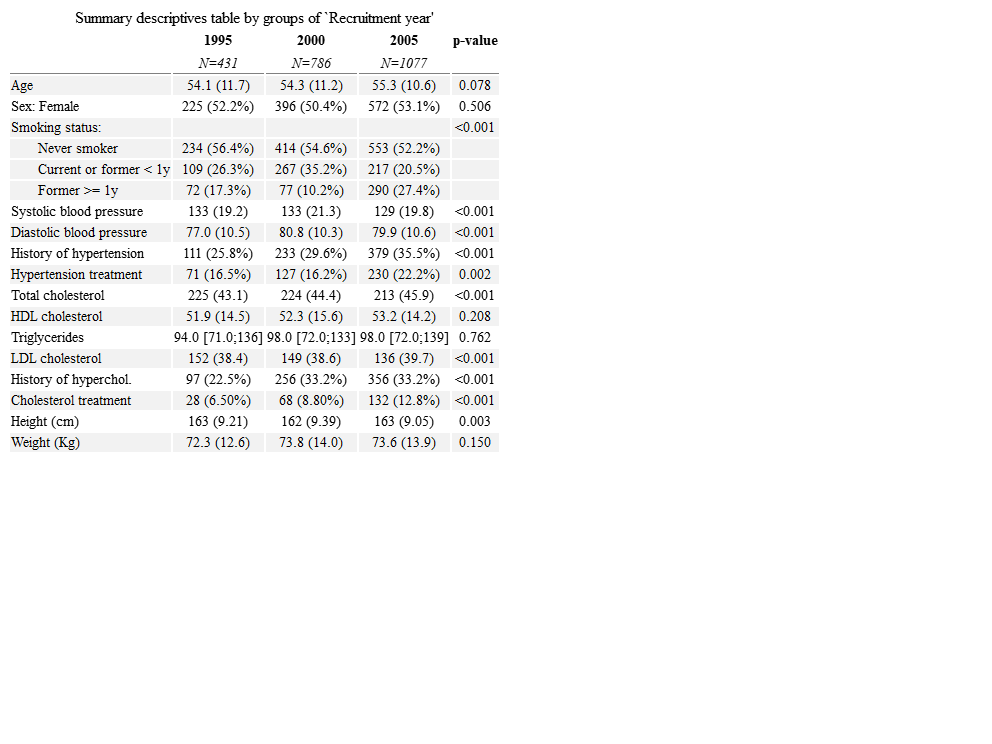 Summary descriptives table by groups of `Recruitment year'
1995 2000 2005 p-value
N=431 N=786 N=1077
Age 54.1 (11.7) 54.3 (11.2) 55.3 (10.6) 0.078
Sex: Female 225 (52.2%) 396 (50.4%) 572 (53.1%) 0.506
Smoking status: <0.001
Never smoker 234 (56.4%) 414 (54.6%) 553 (52.2%)
Current or former < 1y 109 (26.3%) 267 (35.2%) 217 (20.5%)
Former >= 1y 72 (17.3%) 77 (10.2%) 290 (27.4%)
Systolic blood pressure 133 (19.2) 133 (21.3) 129 (19.8) <0.001
Diastolic blood pressure 77.0 (10.5) 80.8 (10.3) 79.9 (10.6) <0.001
History of hypertension 111 (25.8%) 233 (29.6%) 379 (35.5%) <0.001
Hypertension treatment 71 (16.5%) 127 (16.2%) 230 (22.2%) 0.002
Total cholesterol 225 (43.1) 224 (44.4) 213 (45.9) <0.001
HDL cholesterol 51.9 (14.5) 52.3 (15.6) 53.2 (14.2) 0.208
Triglycerides 94.0 [71.0;136] 98.0 [72.0;133] 98.0 [72.0;139] 0.762
LDL cholesterol 152 (38.4) 149 (38.6) 136 (39.7) <0.001
History of hyperchol. 97 (22.5%) 256 (33.2%) 356 (33.2%) <0.001
Cholesterol treatment 28 (6.50%) 68 (8.80%) 132 (12.8%) <0.001
Height (cm) 163 (9.21) 162 (9.39) 163 (9.05) 0.003
Weight (Kg) 72.3 (12.6) 73.8 (14.0) 73.6 (13.9) 0.150